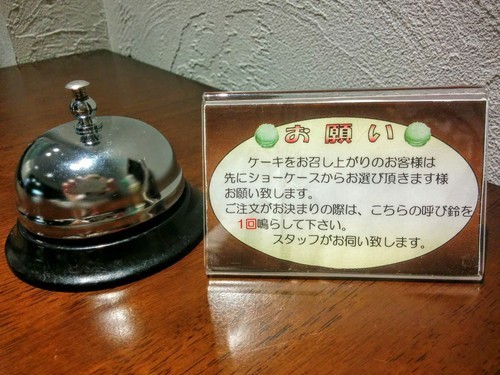 お願い
ケーキをお召し上がりのお客様は
先にショーケースからお選び頂きます様
お願い致します。
ご注文がお決まりの際は、こちらの呼び鈴を
1回鳴らして下さい。
スタッフがお伺い致します。